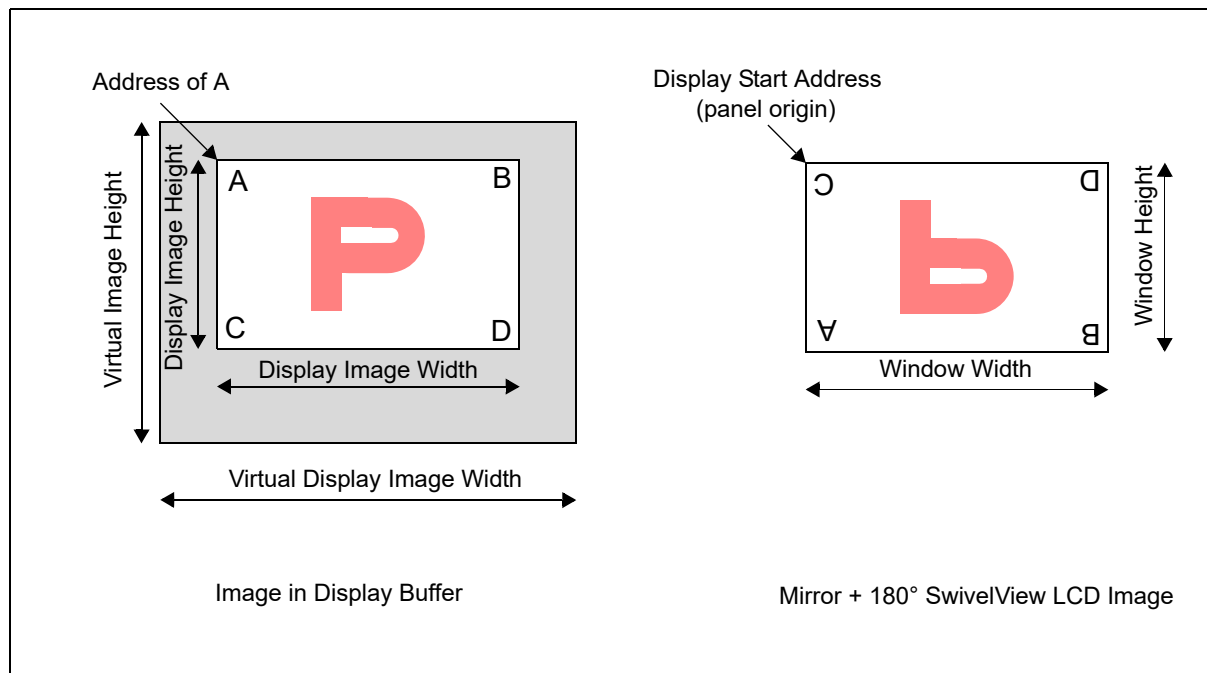 Address of A
Display Start Address
(panel origin)
Virtual Image Height
Display Image Height
A
B
C
D
Display Image Width
Virtual Display Image Width
C
D
A
B
Window Height
Window Width
Image in Display Buffer
Mirror + 180° SwivelView LCD Image